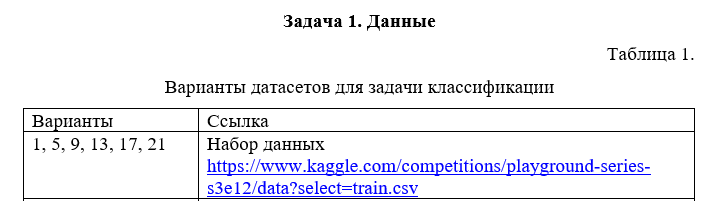 Задача 1. Данные
Таблица 1.
Варианты датасетов для задачи классификации
Варианты Ссылка
1, 5, 9, 13, 17, 21 Набор данных
https://www.kaggle.com/competitions/playground-series-
s3e12/data?select=train.csv